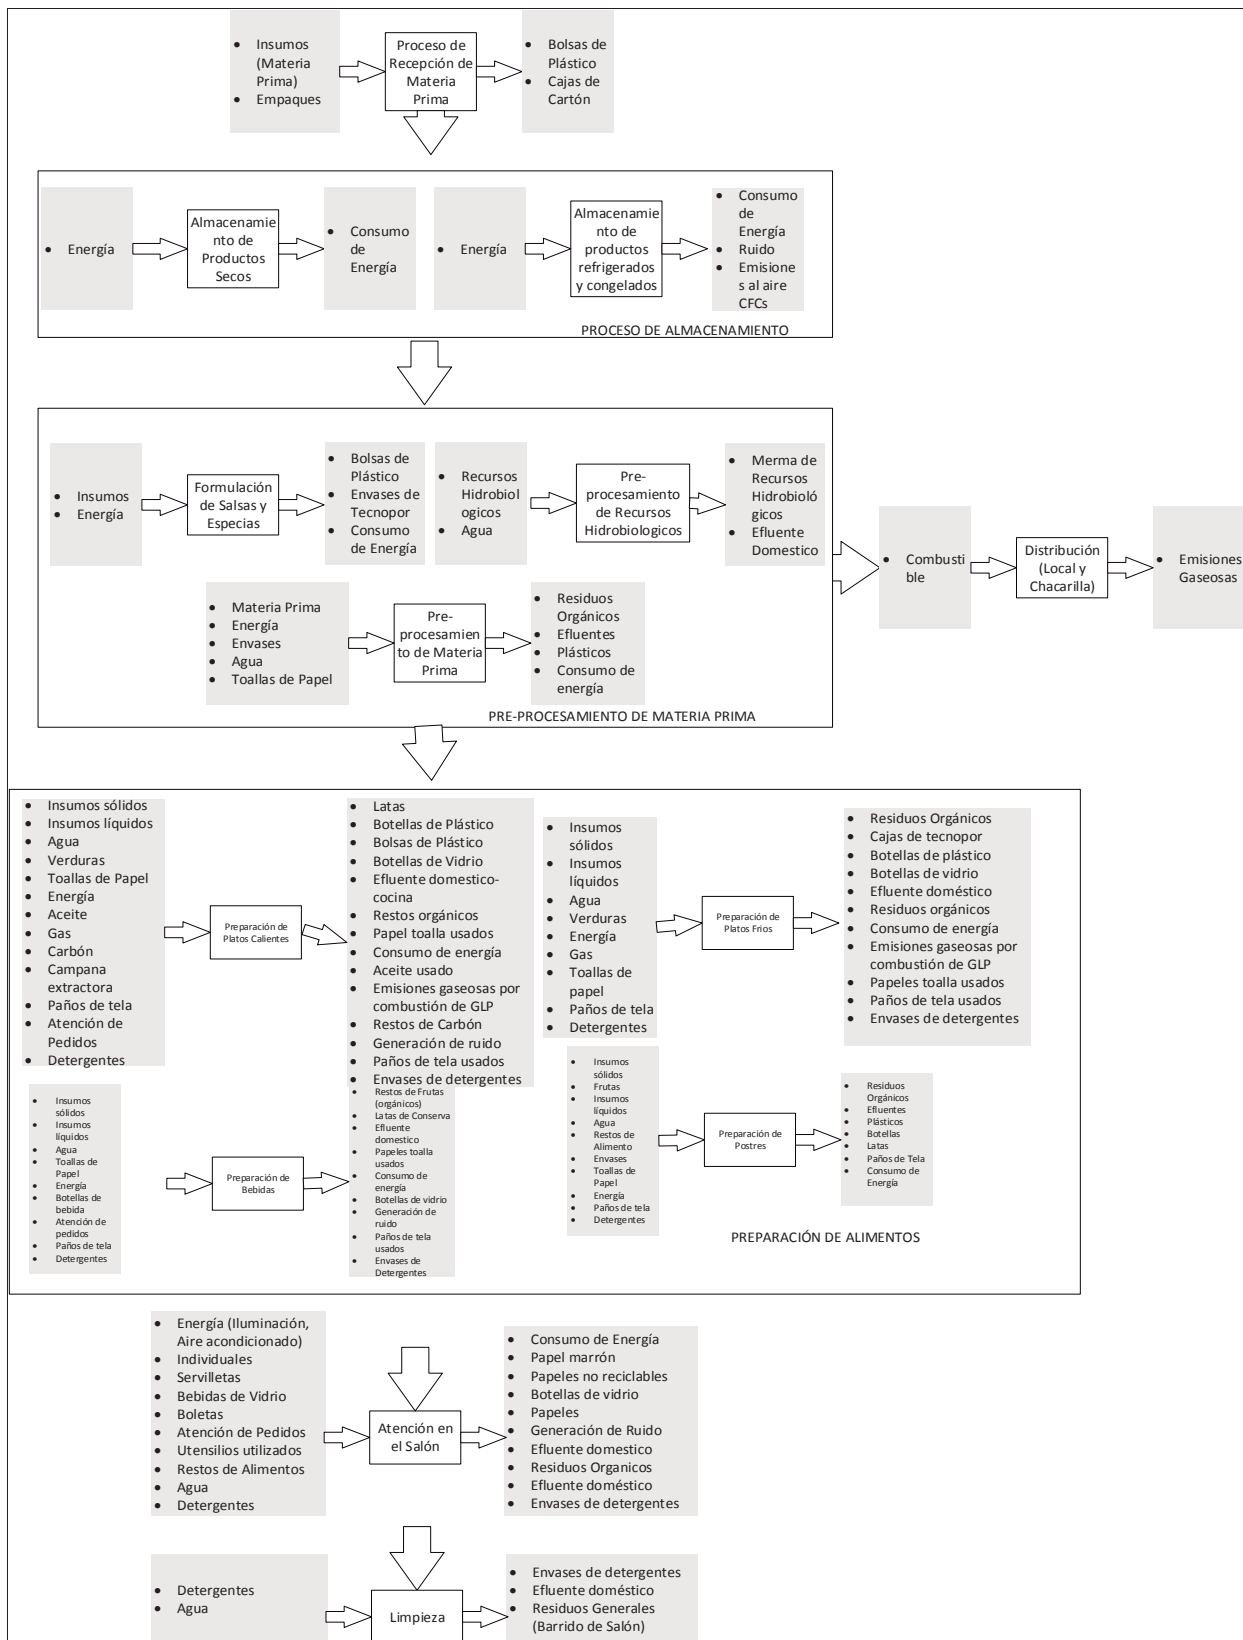 • Insumos
(Materia
Prima)
• Empaques
Proceso de
Recepción de
Materia
Prima
• Bolsas de
Plástico
• Cajas de
Cartón
• Energía
Almacenamie
nto de
Productos
Secos
• Consumo
de
Energía
• Energía
Almacenamie
nto de
productos
refrigerados
y congelados
• Consumo
de
Energía
• Ruido
• Emisione
s al aire
CFCs
PROCESO DE ALMACENAMIENTO
• Insumos
• Energía
Formulación
de Salsas y
Especias
• Bolsas de
Plástico
• Envases de
Tecnopor
• Consumo
de Energía
• Recursos
Hidrobiol
ogicos
• Agua
Pre-
procesamiento
de Recursos
Hidrobiologicos
• Merma de
Recursos
Hidrobioló
gicos
• Efluente
Domestico
• Combusti
ble
Distribución
(Local y
Chacarilla)
• Emisiones
Gaseosas
• Materia Prima
• Energía
• Envases
• Agua
• Toallas de Papel
Pre-
procesamien
to de Materia
Prima
• Residuos
Orgánicos
• Efluentes
• Plásticos
• Consumo de
energía
PRE-PROCESAMIENTO DE MATERIA PRIMA
• Insumos sólidos
• Insumos líquidos
• Agua
• Verduras
• Toallas de Papel
• Energía
• Aceite
• Gas
• Carbón
• Campana
extractora
• Paños de tela
• Atención de
Pedidos
• Detergentes
Preparación de
Platos Calientes
• Latas
• Botellas de Plástico
• Bolsas de Plástico
• Botellas de Vidrio
• Efluente domestico-
cocina
• Restos orgánicos
• Papel toalla usados
• Consumo de energía
• Aceite usado
• Emisiones gaseosas por
combustión de GLP
• Restos de Carbón
• Generación de ruido
• Paños de tela usados
• Envases de detergentes
• Insumos
sólidos
• Insumos
líquidos
• Agua
• Verduras
• Energía
• Gas
• Toallas de
papel
• Paños de tela
• Detergentes
Preparación de
Platos Frios
• Residuos Orgánicos
• Cajas de tecnopor
• Botellas de plástico
• Botellas de vidrio
• Efluente doméstico
• Residuos orgánicos
• Consumo de energía
• Emisiones gaseosas por
combustión de GLP
• Papeles toalla usados
• Paños de tela usados
• Envases de detergentes
• Insumos
sólidos
• Insumos
líquidos
• Agua
• Toallas de
Papel
• Energía
• Botellas de
bebida
• Atención de
pedidos
• Paños de tela
• Detergentes
Preparación de
Bebidas
• Restos de Frutas
(orgánicos)
• Latas de Conserva
• Efluente
domestico
• Papeles toalla
usados
• Consumo de
energía
• Botellas de vidrio
• Generación de
ruido
• Paños de tela
usados
• Envases de
Detergentes
• Insumos
sólidos
• Frutas
• Insumos
líquidos
• Agua
• Restos de
Alimento
• Envases
• Toallas de
Papel
• Energía
• Paños de tela
• Detergentes
Preparación de
Postres
• Residuos
Orgánicos
• Efluentes
• Plásticos
• Botellas
• Latas
• Paños de Tela
• Consumo de
Energía
PREPARACIÓN DE ALIMENTOS
• Energía (Iluminación,
Aire acondicionado)
• Individuales
• Servilletas
• Bebidas de Vidrio
• Boletas
• Atención de Pedidos
• Utensilios utilizados
• Restos de Alimentos
• Agua
• Detergentes
Atención en
el Salón
• Consumo de Energía
• Papel marrón
• Papeles no reciclables
• Botellas de vidrio
• Papeles
• Generación de Ruido
• Efluente domestico
• Residuos Organicos
• Efluente doméstico
• Envases de detergentes
• Detergentes
• Agua
Limpieza
• Envases de detergentes
• Efluente doméstico
• Residuos Generales
(Barrido de Salón)